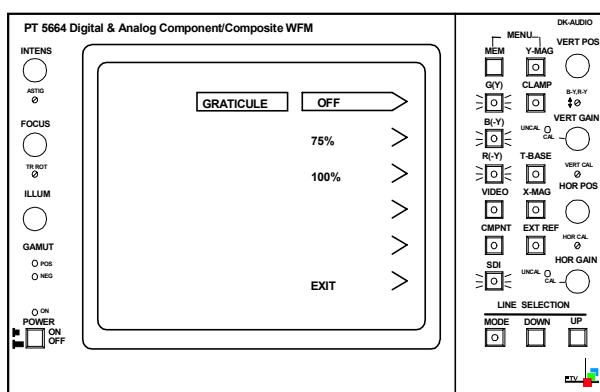 PT 5664 Digital & Analog Component/Composite WFM
DK-AUDIO
INTENS
ASTIG
FOCUS
TR ROT
ILLUM
GAMUT
POS
NEG
ON
POWER
ON
OFF
GRATICULE OFF
75%
100%
EXIT
MENU
MEM Y-MAG
VERT POS
G(Y) CLAMP
B-Y,R-Y
B(-Y)
UNCAL
CAL
VERT GAIN
R(-Y) T-BASE
VERT CAL
HOR POS
VIDEO X-MAG
CMPNT EXT REF
HOR CAL
HOR GAIN
SDI
UNCAL
CAL
LINE SELECTION
MODE DOWN UP
PTV